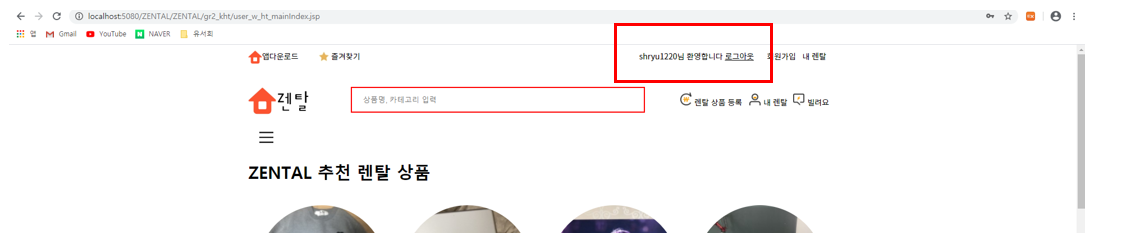 localhost:5080/ZENTAL/ZENTAL/gr2_kht/user_w_ht_mainIndex.jsp
앱 Gmail YouTube NAVER 유서희
앱다운로드 즐겨찾기 shryu1220님 환영합니다 로그아웃 회원가입 내 렌탈
젠탈 상품명, 카테고리 입력 렌탈 상품 등록 내 렌탈 빌려요
ZENTAL 추천 렌탈 상품